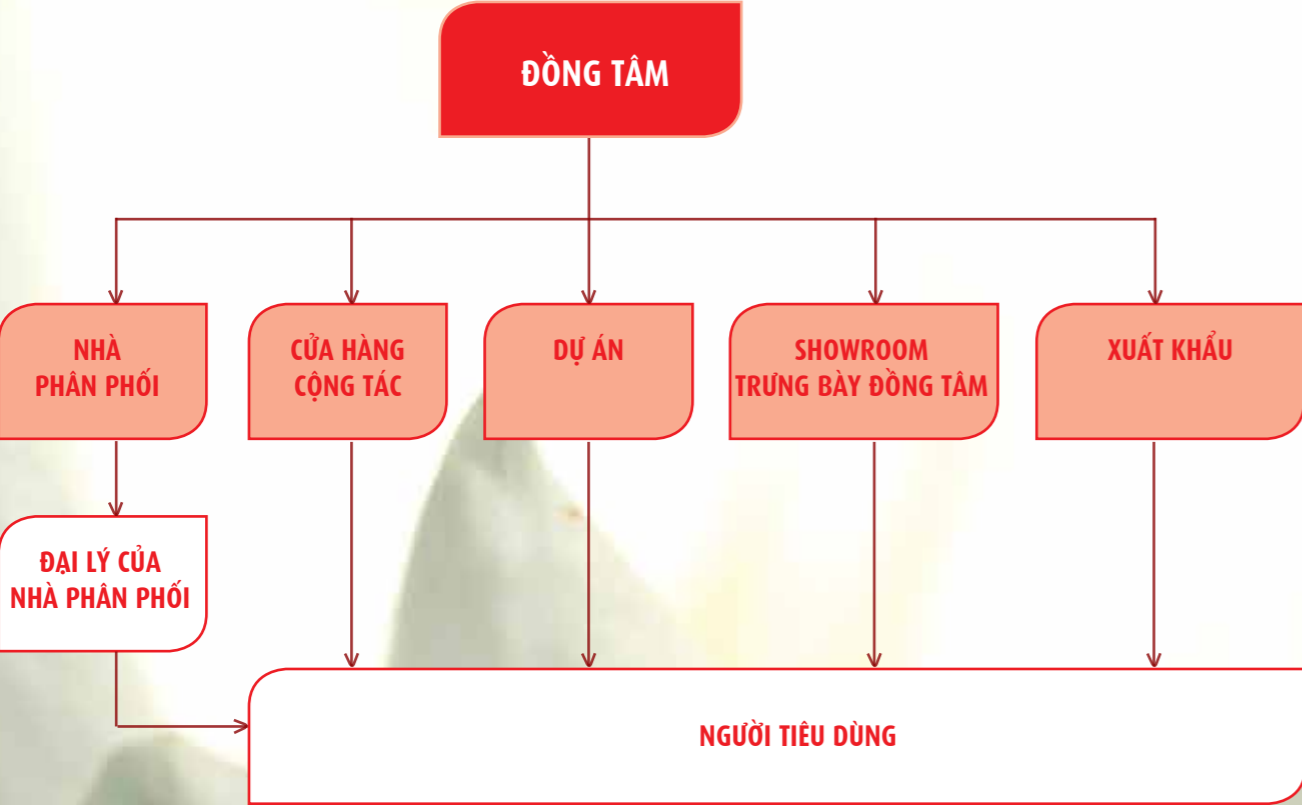 ĐỒNG TÂM
NHÀ
PHÂN PHỐI
CỬA HÀNG
CỘNG TÁC
DỰ ÁN
SHOWROOM
TRƯNG BÀY ĐỒNG TÂM
XUẤT KHẨU
ĐẠI LÝ CỦA
NHÀ PHÂN PHỐI
NGƯỜI TIÊU DÙNG